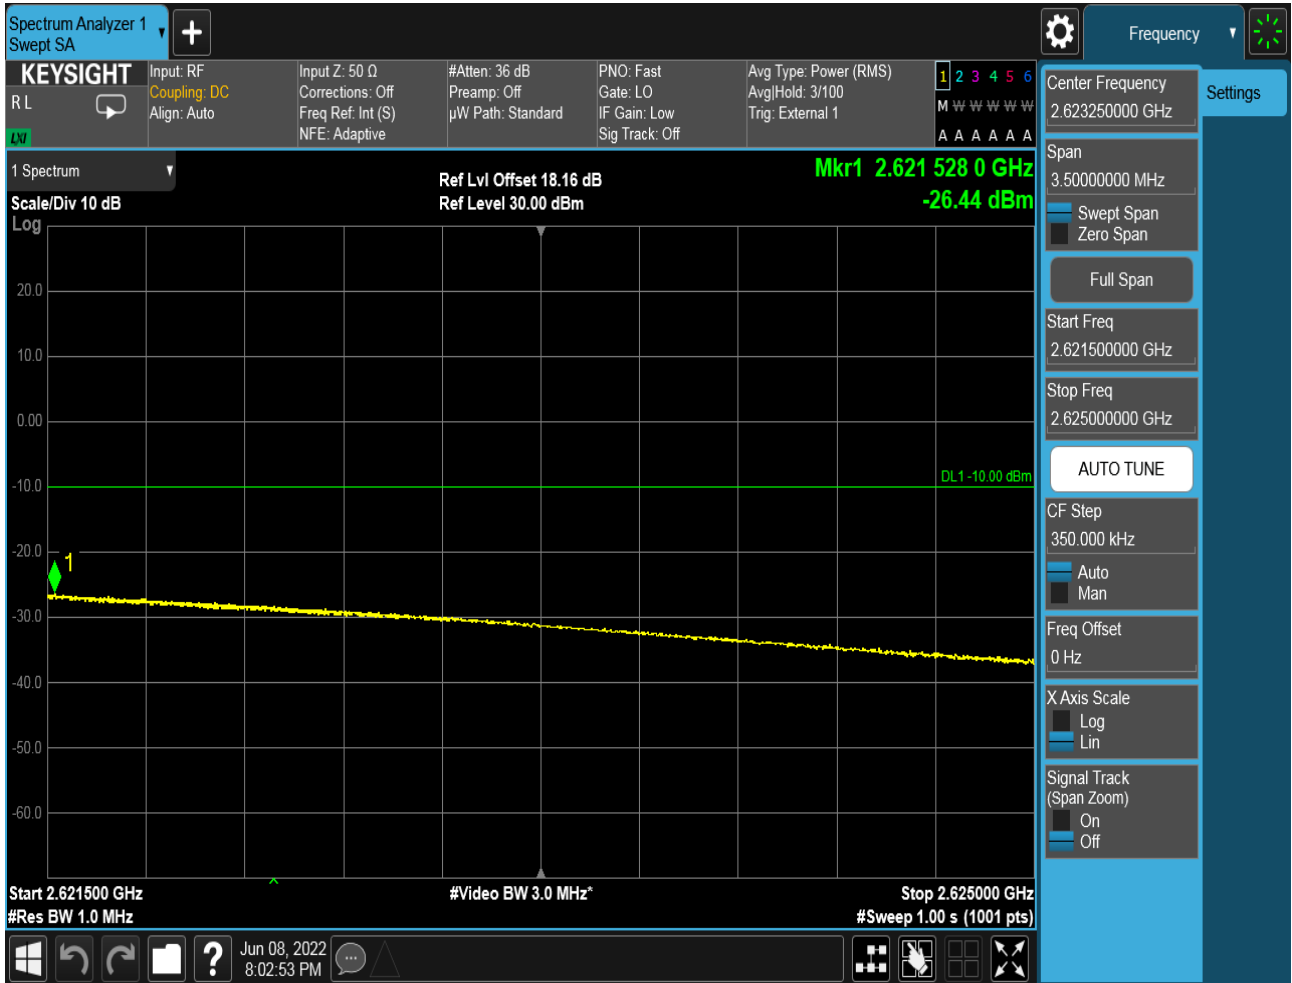 Spectrum Analyzer 1
Swept SA
Frequency
KEYSIGHT
R L
LXI
Input: RF
Coupling: DC
Align: Auto
Input Z: 50 Ω
Corrections: Off
Freq Ref: Int (S)
NFE: Adaptive
#Atten: 36 dB
Preamp: Off
µW Path: Standard
PNO: Fast
Gate: LO
IF Gain: Low
Sig Track: Off
Avg Type: Power (RMS)
Avg|Hold: 3/100
Trig: External 1
1 2 3 4 5 6
M W W W W W
A A A A A A
1 Spectrum
Scale/Div 10 dB
Log
Ref Lvl Offset 18.16 dB
Ref Level 30.00 dBm
Mkr1 2.621 528 0 GHz
-26.44 dBm
20.0
10.0
0.00
-10.0
-20.0
-30.0
-40.0
-50.0
-60.0
DL1 -10.00 dBm
1
Start 2.621500 GHz
#Res BW 1.0 MHz
#Video BW 3.0 MHz*
Stop 2.625000 GHz
#Sweep 1.00 s (1001 pts)
Center Frequency
2.623250000 GHz
Span
3.50000000 MHz
Swept Span
Zero Span
Full Span
Start Freq
2.621500000 GHz
Stop Freq
2.625000000 GHz
AUTO TUNE
CF Step
350.000 kHz
Auto
Man
Freq Offset
0 Hz
X Axis Scale
Log
Lin
Signal Track
(Span Zoom)
On
Off
Settings
?
Jun 08, 2022
8:02:53 PM